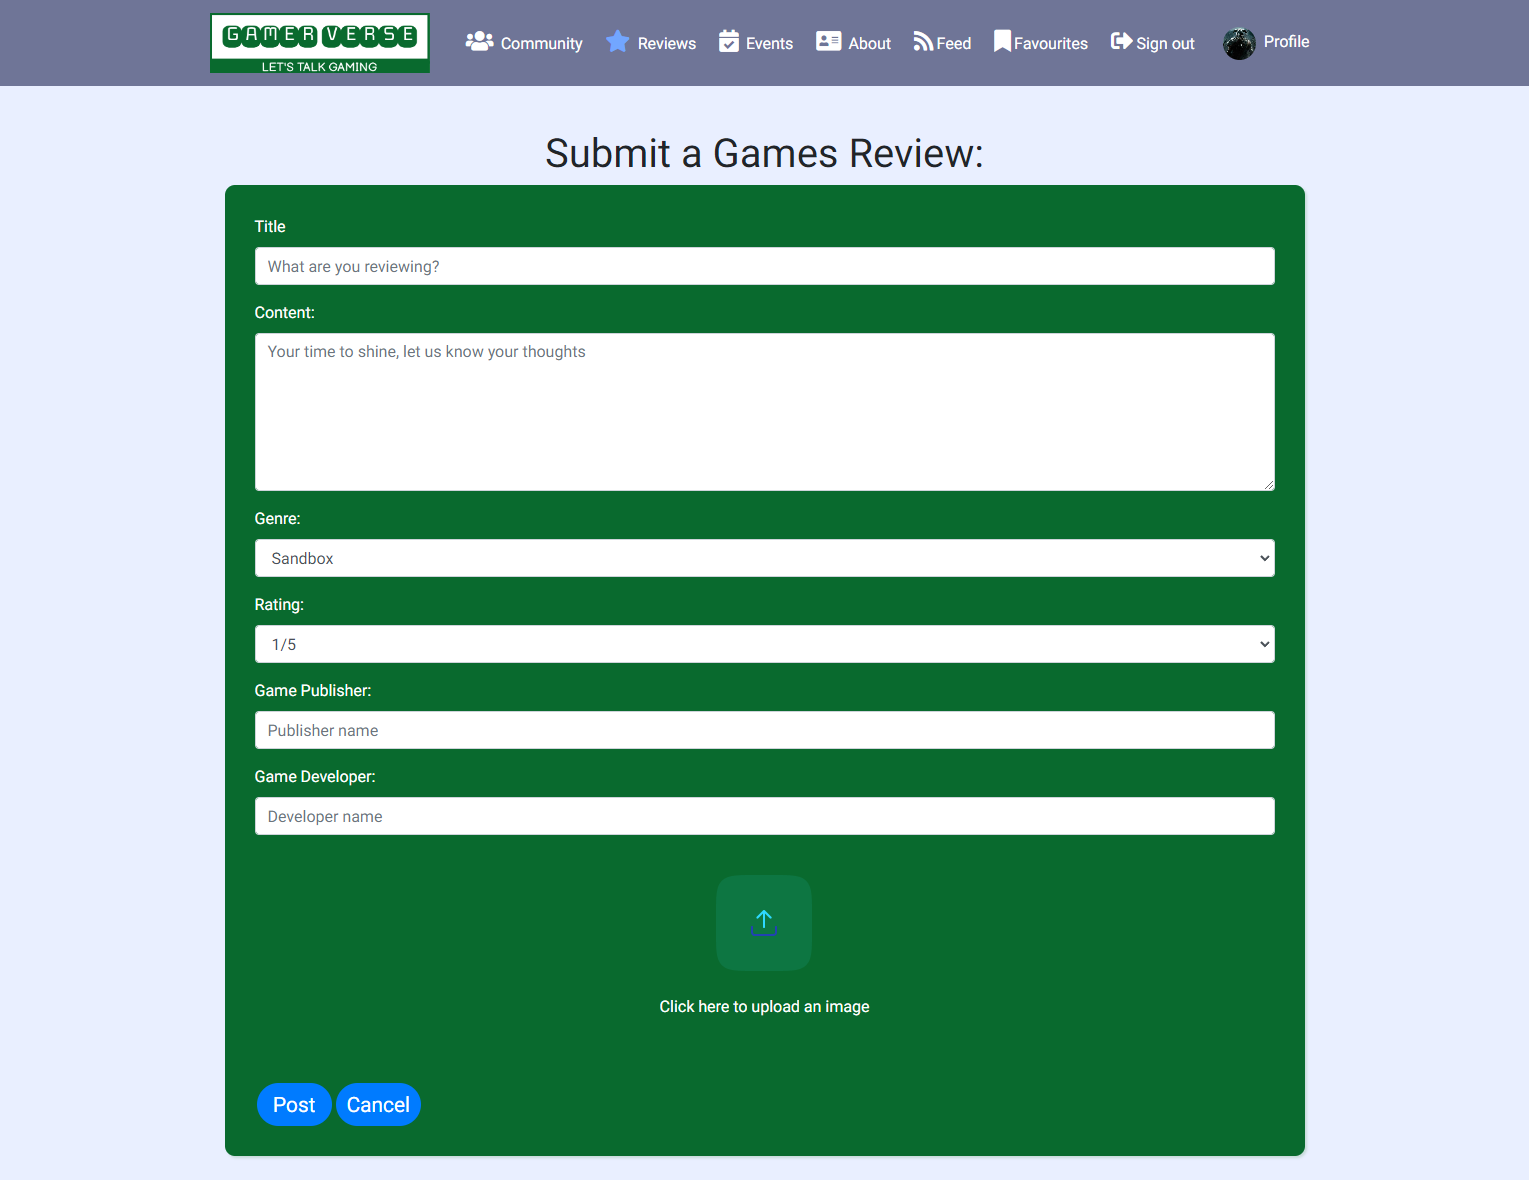 GAMER VERSE
LET'S TALK GAMING
Community
Reviews
Events
About
Feed
Favourites
Sign out
Profile
Submit a Games Review:
Title
What are you reviewing?
Content:
Your time to shine, let us know your thoughts
Genre:
Sandbox
Rating:
1/5
Game Publisher:
Publisher name
Game Developer:
Developer name
Click here to upload an image
Post
Cancel